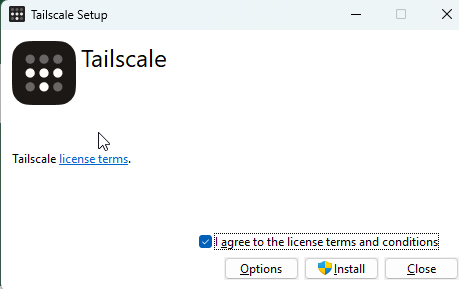 Tailscale Setup
Tailscale
Tailscale license terms.
I agree to the license terms and conditions
Options
Install
Close